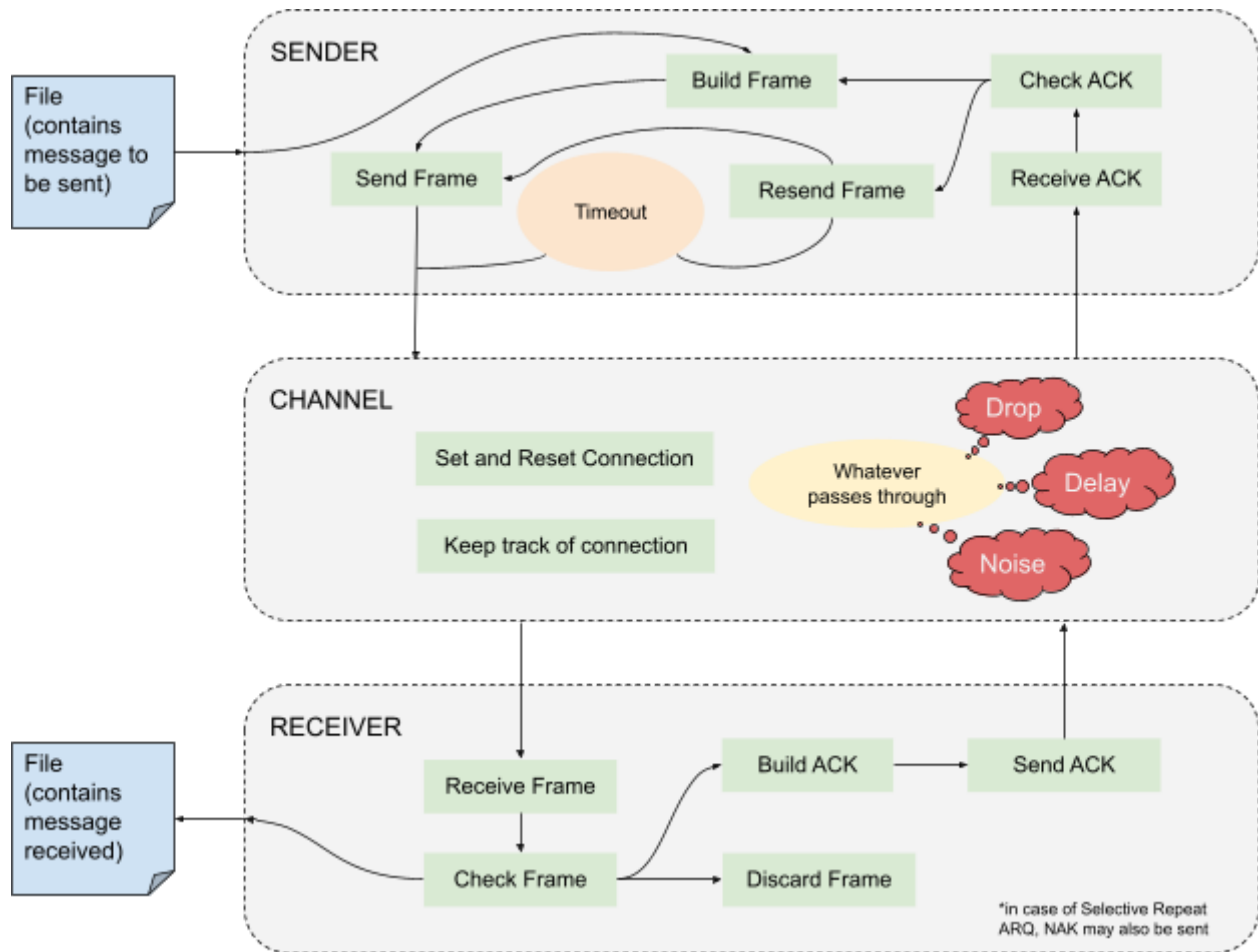 SENDER
File
(contains
message to
be sent)
Build Frame
Check ACK
Send Frame
Timeout
Resend Frame
Receive ACK
CHANNEL
Set and Reset Connection
Keep track of connection
Whatever
passes through
Drop
Delay
Noise
RECEIVER
File
(contains
message
received)
Receive Frame
Build ACK
Send ACK
Check Frame
Discard Frame
*in case of Selective Repeat
ARQ, NAK may also be sent